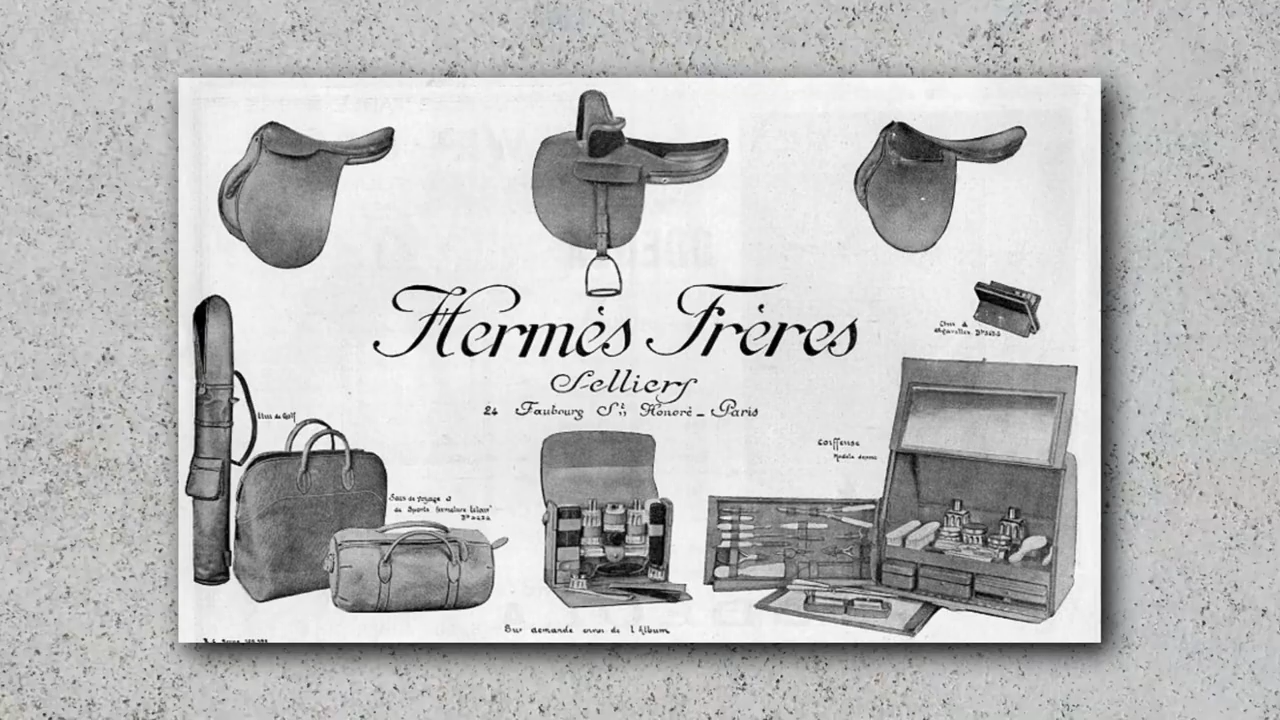 Hermès Frères
Selliers
24 Faubourg St Honoré - Paris
Etui de Golf
Sacs de voyage et
de Sports fermeture
coiffeuse
Modèle déposé
Sur demande envoi de l'Album